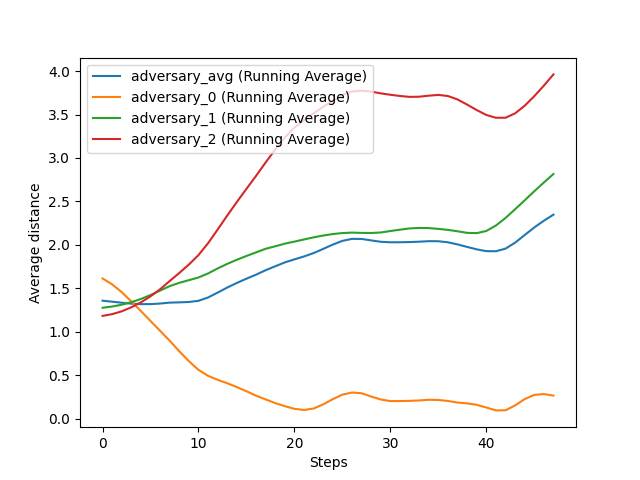 adversary_avg (Running Average)
adversary_0 (Running Average)
adversary_1 (Running Average)
adversary_2 (Running Average)
Average distance
4.0
3.5
3.0
2.5
2.0
1.5
1.0
0.5
0.0
0 10 20 30 40
Steps